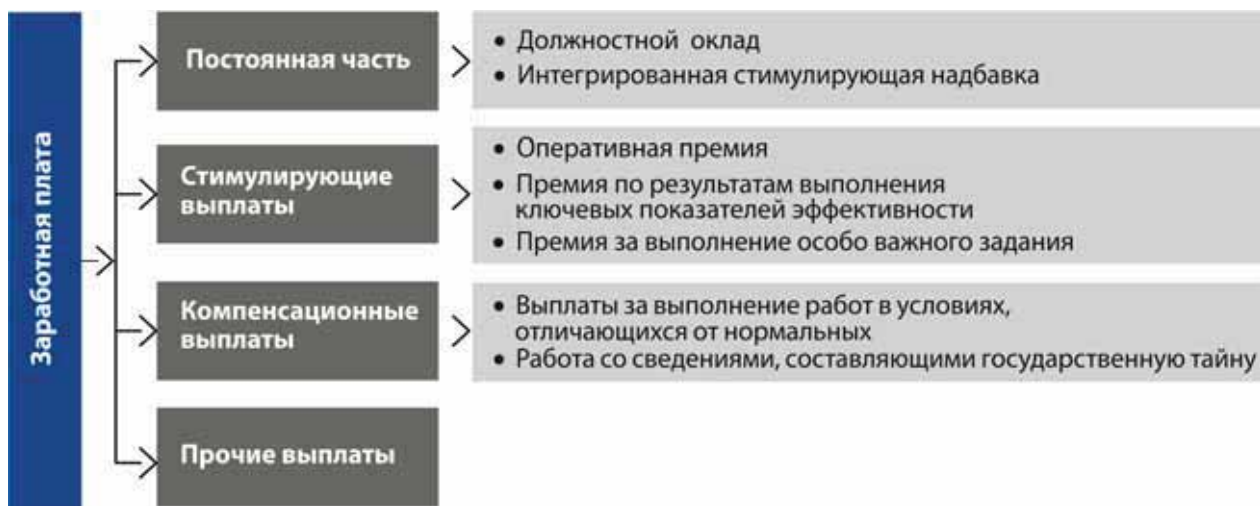 Заработная плата
Постоянная часть
• Должностной оклад
• Интегрированная стимулирующая надбавка
Стимулирующие
выплаты
• Оперативная премия
• Премия по результатам выполнения
ключевых показателей эффективности
• Премия за выполнение особо важного задания
Компенсационные
выплаты
• Выплаты за выполнение работ в условиях,
отличающихся от нормальных
• Работа со сведениями, составляющими государственную тайну
Прочие выплаты